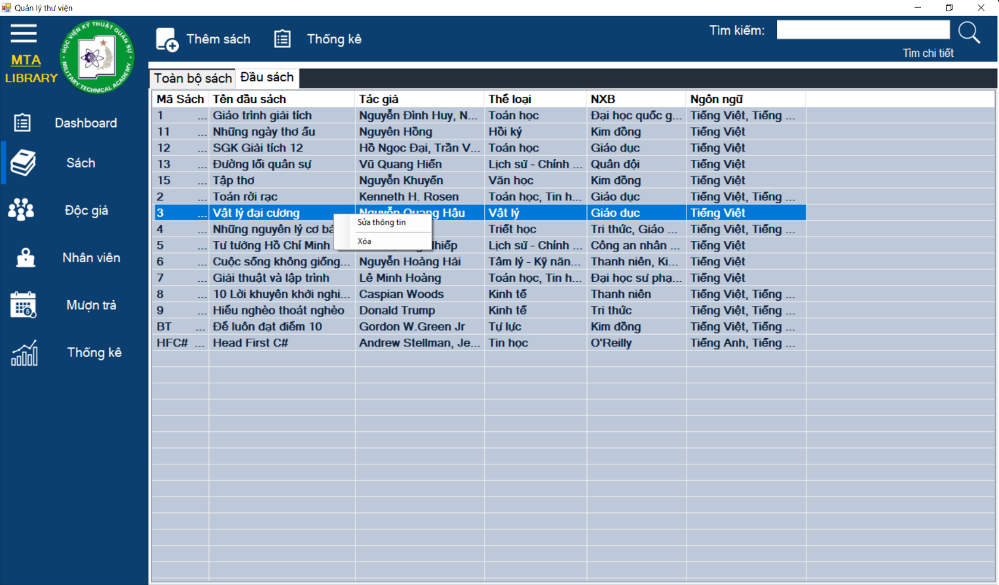 Quản lý thư viện
MTA
LIBRARY
HỌC VIỆN KỸ THUẬT QUÂN SỰ
MILITARY TECHNICAL ACADEMY
Thêm sách
Thống kê
Tìm kiếm:
Tìm chi tiết
Dashboard
Sách
Độc giả
Nhân viên
Mượn trả
Thống kê
Toàn bộ sách Đầu sách
Mã Sách Tên đầu sách Tác giả Thể loại NXB Ngôn ngữ
1 ... Giáo trình giải tích Nguyễn Đình Huy, N... Toán học Đại học quốc g... Tiếng Việt, Tiếng ...
11 ... Những ngày thơ ấu Nguyên Hồng Hồi ký Kim đồng Tiếng Việt
12 ... SGK Giải tích 12 Hồ Ngọc Đại, Trần V... Toán học Giáo dục Tiếng Việt
13 ... Đường lối quân sự Vũ Quang Hiển Lịch sử - Chính ... Quân đội Tiếng Việt
15 ... Tập thơ Nguyễn Khuyến Văn học Kim đồng Tiếng Việt
2 ... Toán rời rạc Kenneth H. Rosen Toán học, Tin h... Giáo dục Tiếng Việt, Tiếng ...
3 ... Vật lý đại cương Nguyễn Quang Hậu Vật lý Giáo dục Tiếng Việt
4 ... Những nguyên lý cơ bả Triết học Tri thức, Giáo ... Tiếng Việt, Tiếng ...
5 ... Tư tưởng Hồ Chí Minh Lịch sử - Chính ... Công an nhân ... Tiếng Việt
6 ... Cuộc sống không giống... Nguyễn Hoàng Hải Tâm lý - Kỹ năn... Thanh niên, Ki... Tiếng Việt
7 ... Giải thuật và lập trình Lê Minh Hoàng Toán học, Tin h... Đại học sư phạ... Tiếng Việt
8 ... 10 Lời khuyên khởi nghi... Caspian Woods Kinh tế Thanh niên Tiếng Việt, Tiếng ...
9 ... Hiểu nghèo thoát nghèo Donald Trump Kinh tế Tri thức Tiếng Việt, Tiếng ...
BT ... Để luôn đạt điểm 10 Gordon W.Green Jr Tự lực Kim đồng Tiếng Việt, Tiếng ...
HFC# ... Head First C# Andrew Stellman, Je... Tin học O'Reilly Tiếng Anh, Tiếng ...
Sửa thông tin
Xóa